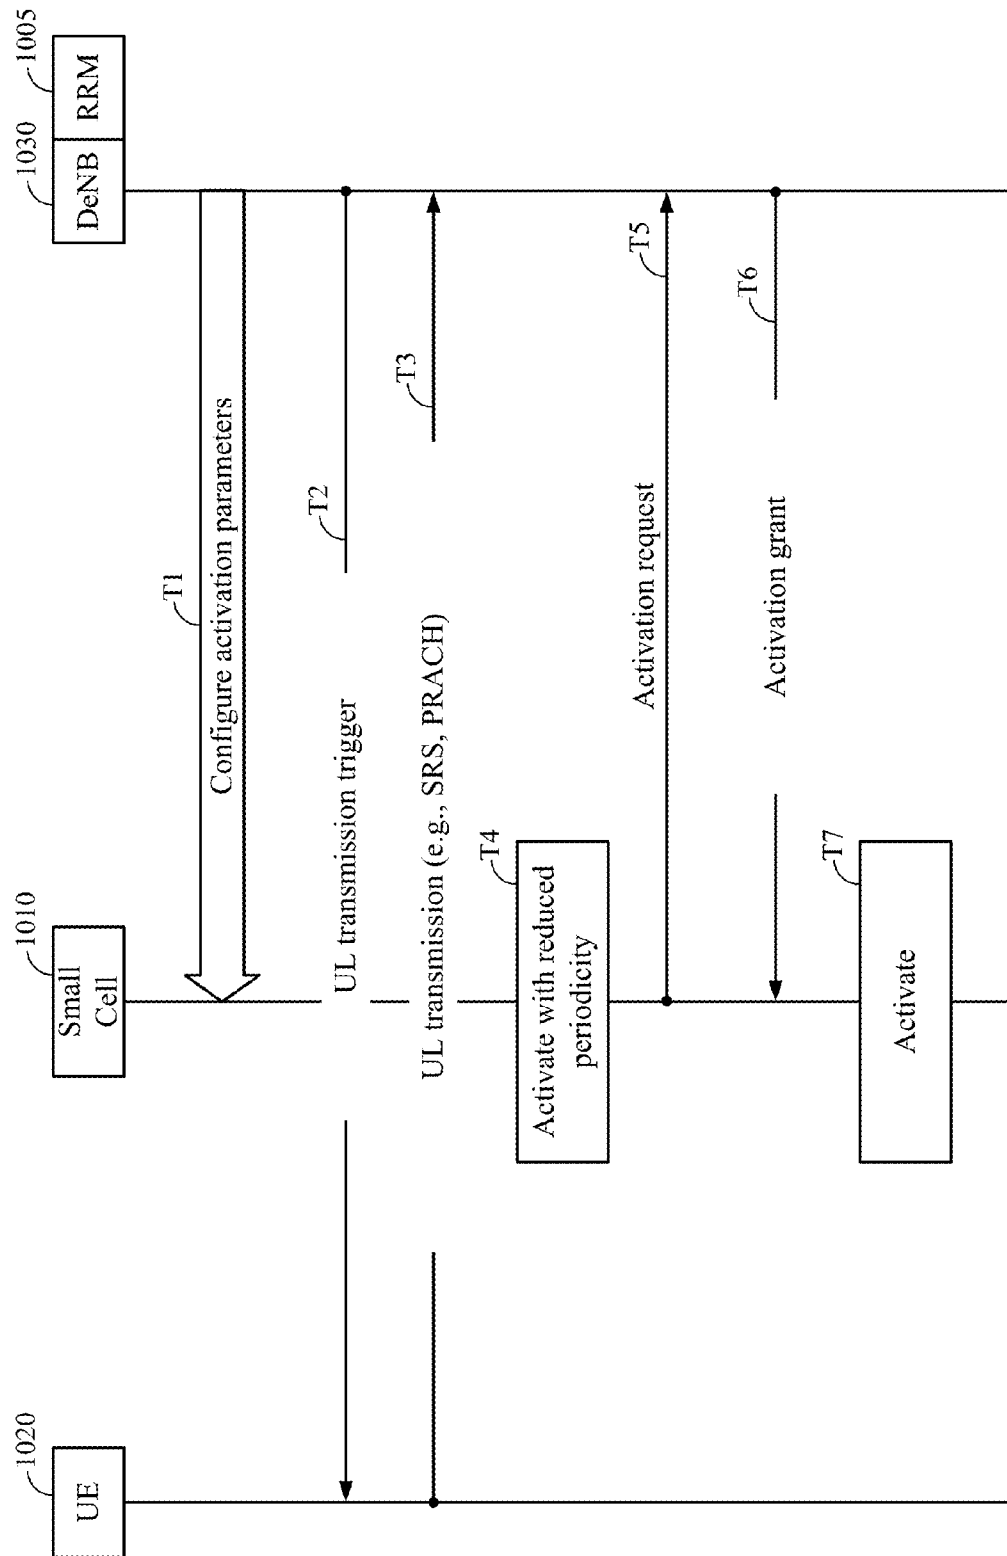 1020
UE
1010
Small
Cell
1030
DeNB
1005
RRM
T1
Configure activation parameters
UL transmission trigger
T2
UL transmission (e.g., SRS, PRACH)
T3
Activate with reduced
periodicity
T4
Activation request
T5
Activation grant
T6
Activate
T7